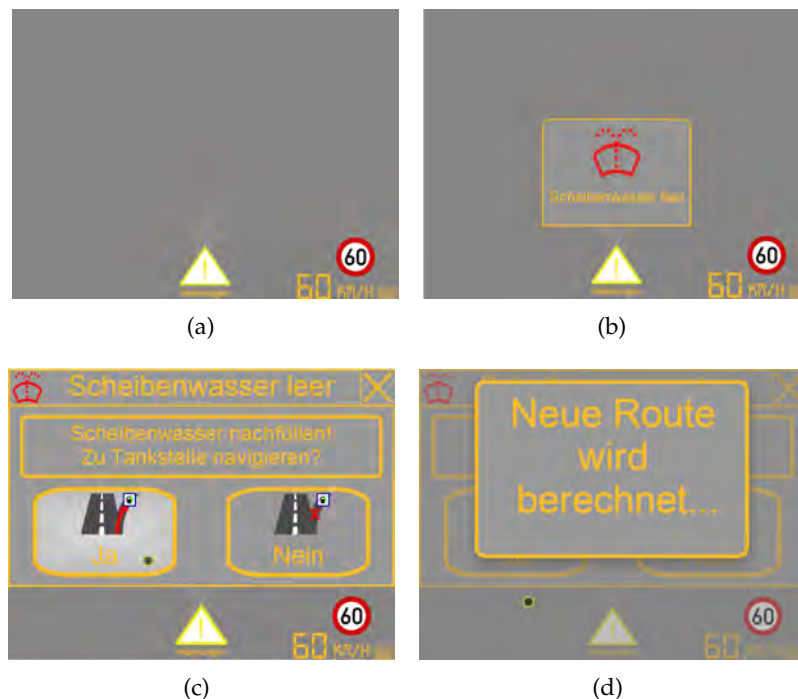 60
60 KM/H
(a)
Scheibenwasser leer
60
60 KM/H
(b)
Scheibenwasser leer
Scheibenwasser nachfüllen!
Zu Tankstelle navigieren?
Ja
Nein
60
60 KM/H
(c)
Neue Route
wird
berechnet...
60
60
(d)